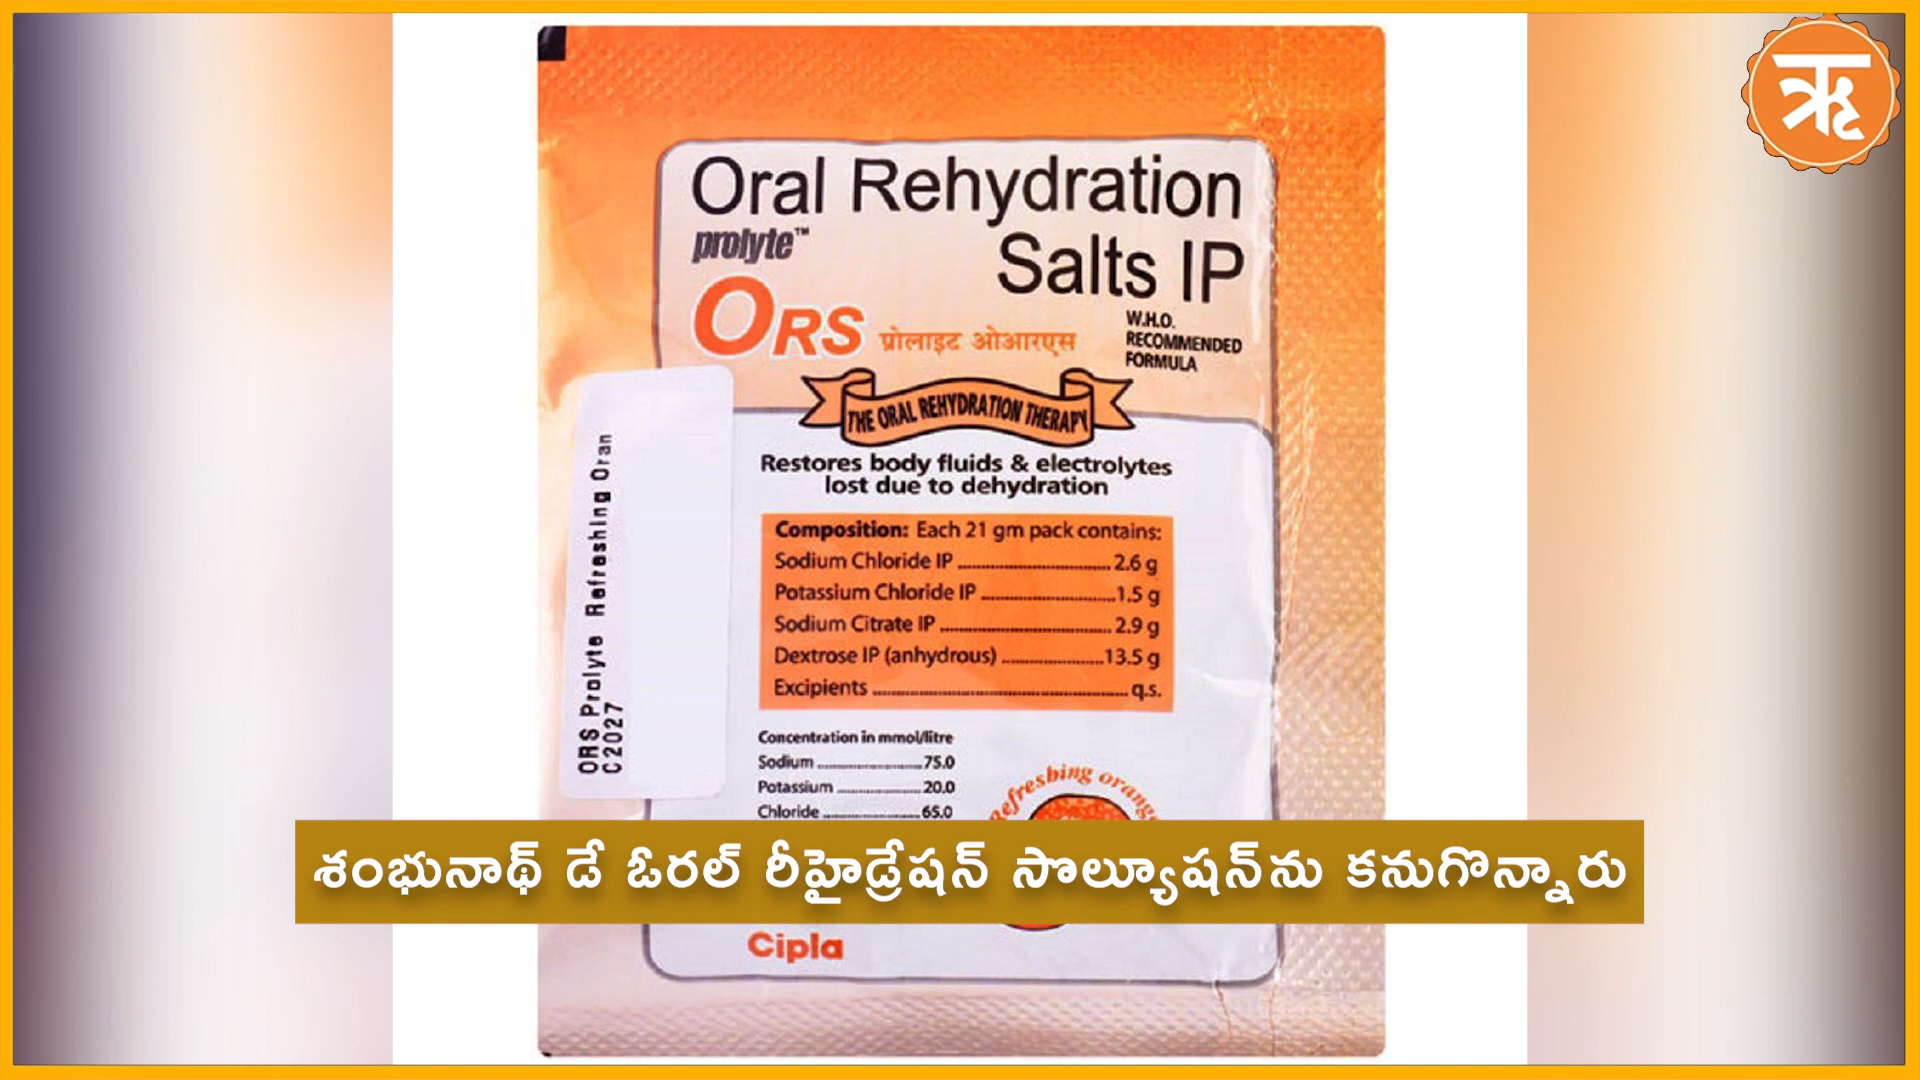 ऋ
Oral Rehydration
Salts IP
prolyte™
ORS
प्रोलाइट ओआरएस
W.H.O.
RECOMMENDED
FORMULA
THE ORAL REHYDRATION THERAPY
Restores body fluids & electrolytes
lost due to dehydration
Composition: Each 21 gm pack contains:
Sodium Chloride IP ........ 2.6 g
Potassium Chloride IP ........ 1.5 g
Sodium Citrate IP ........ 2.9 g
Dextrose IP (anhydrous) ........ 13.5 g
Excipients ........ q.s.
Concentration in mmol/litre
Sodium ........ 75.0
Potassium ........ 20.0
Chloride ........ 65.0
Refreshing orange
ORS Prolyte Refreshing Oran
C2027
శంభునాథ్ డే ఓరల్ రీహైడ్రేషన్ సొల్యూషన్‌ను కనుగొన్నారు
Cipla